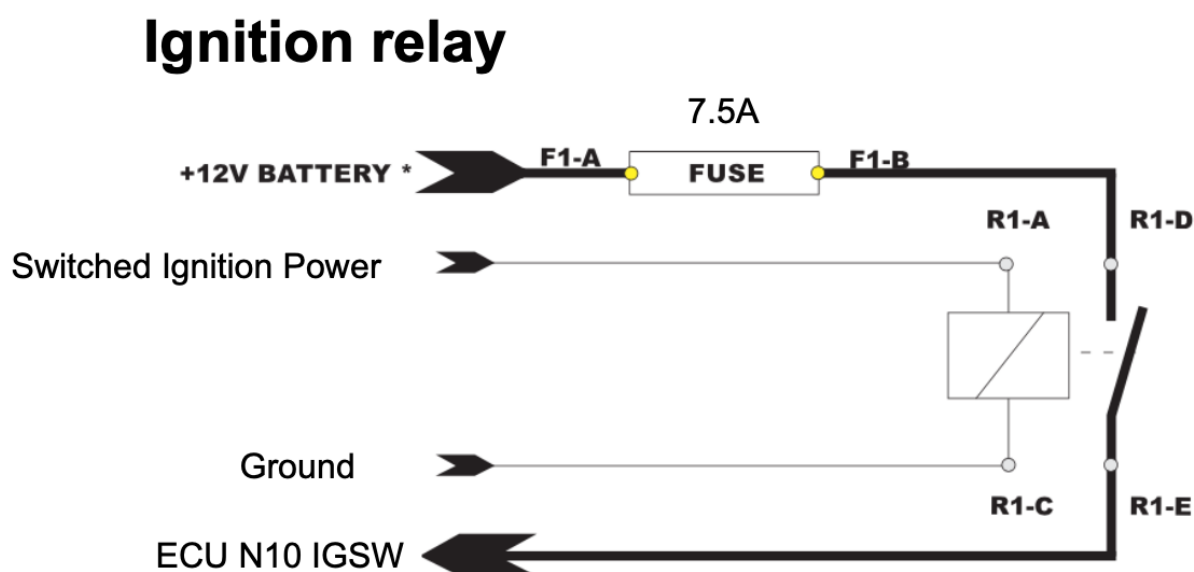 Ignition relay
7.5A
+12V BATTERY *
F1-A
FUSE
F1-B
R1-A
R1-D
Switched Ignition Power
Ground
R1-C
R1-E
ECU N10 IGSW